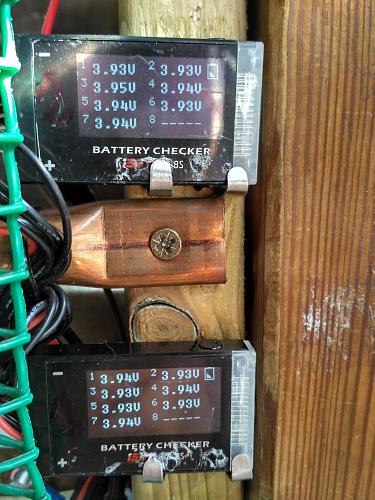 1 3.93V 2 3.93V
3 3.95V 4 3.94V
5 3.94V 6 3.93V
7 3.94V 8 -----
BATTERY CHECKER
-8S
- +
1 3.94V 2 3.93V
3 3.93V 4 3.94V
5 3.93V 6 3.93V
7 3.94V 8 -----
BATTERY CHECKER
- +